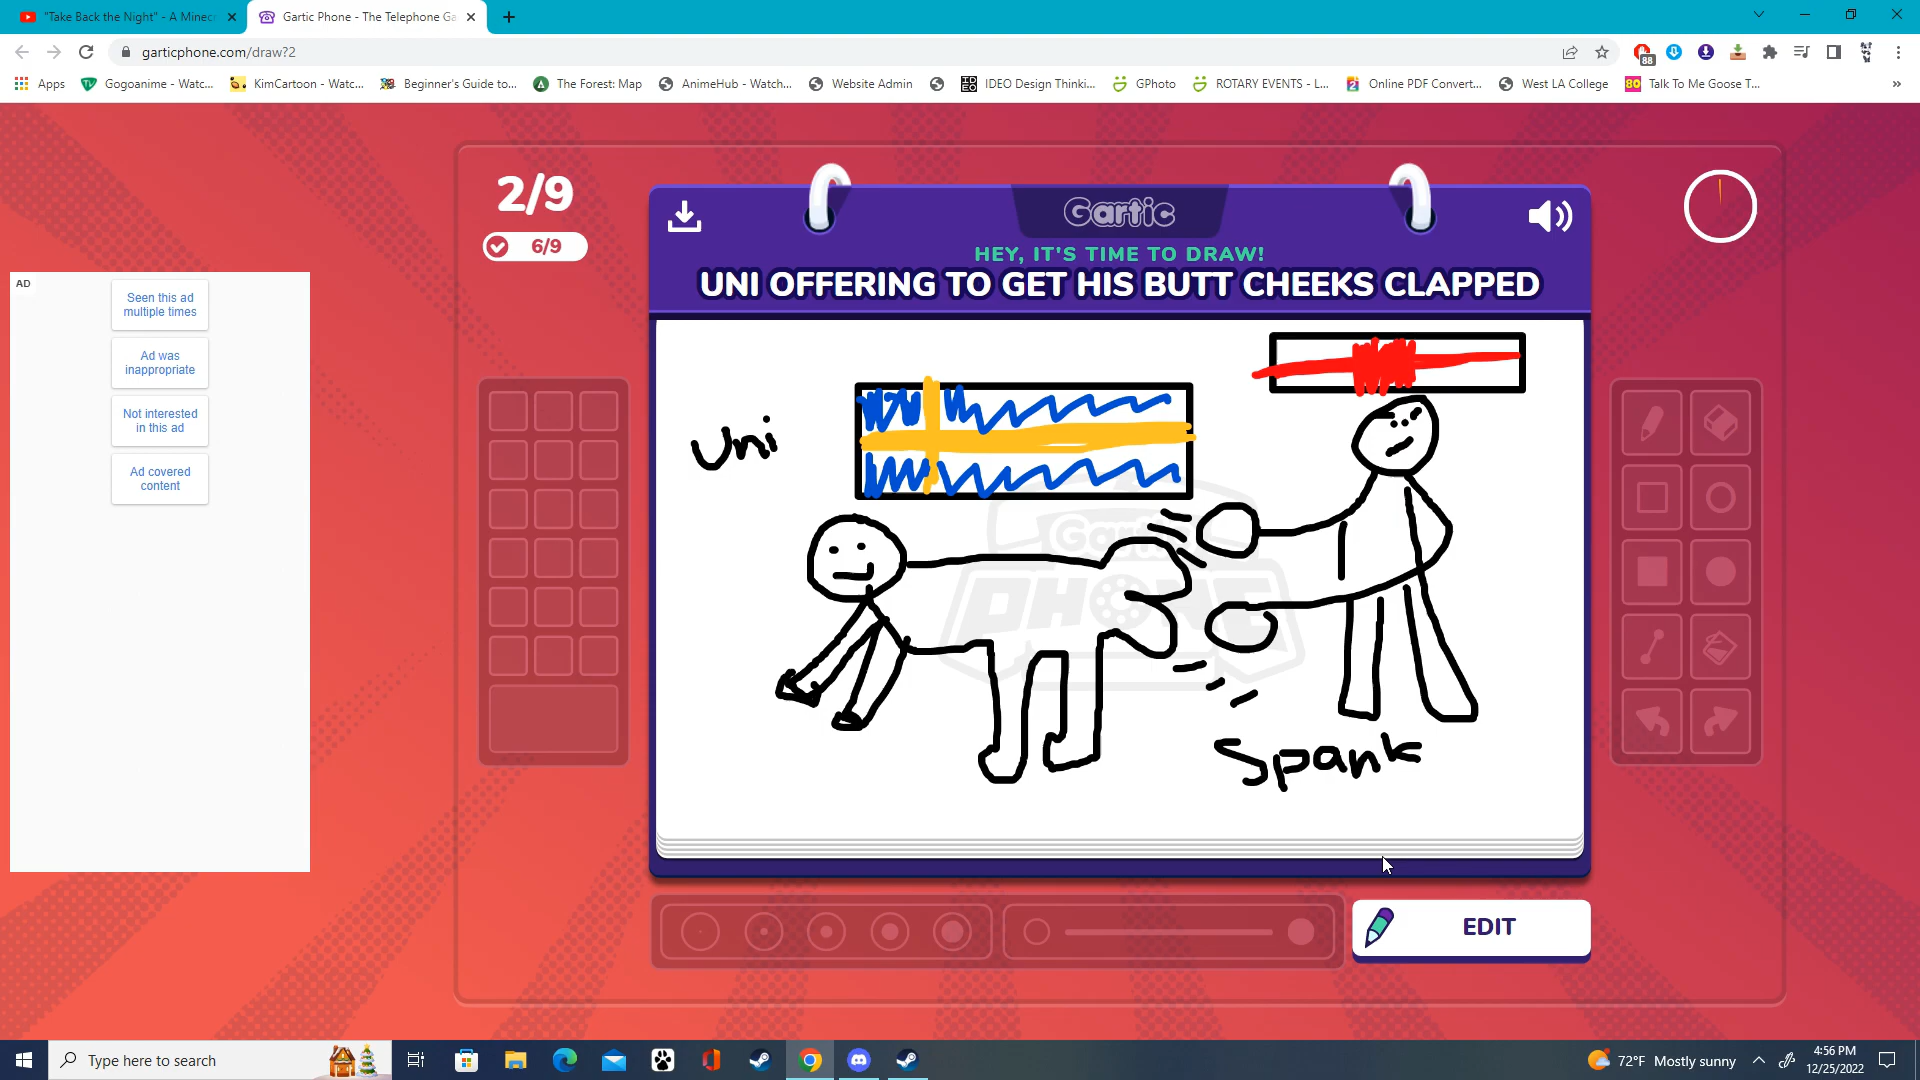 "Take Back the Night" - A Minec
Gartic Phone - The Telephone Ga
garticphone.com/draw?2
88
Apps
Gogoanime - Watc...
KimCartoon - Watc...
Beginner's Guide to...
The Forest: Map
AnimeHub - Watch...
Website Admin
IDEO Design Thinki...
GPhoto
ROTARY EVENTS - L...
Online PDF Convert...
West LA College
80
Talk To Me Goose T...
2/9
6/9
Gartic
HEY, IT'S TIME TO DRAW!
UNI OFFERING TO GET HIS BUTT CHEEKS CLAPPED
AD
Seen this ad
multiple times
Ad was
inappropriate
Not interested
in this ad
Ad covered
content
Uni
Gartic
PHONE
Spank
EDIT
Type here to search
72°F Mostly sunny
4:56 PM
12/25/2022